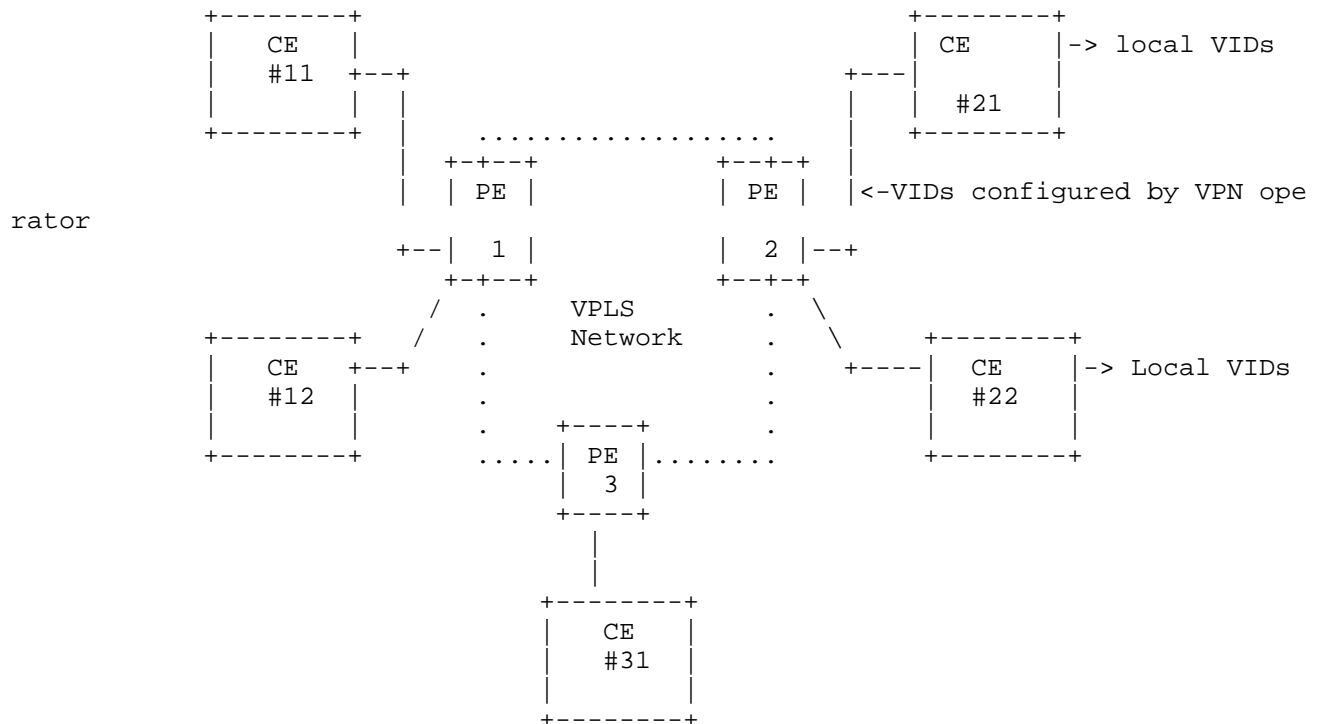 CE CE -> local VIDs
#11
#21
PE PE <-VIDs configured by VPN ope
rator
1 2
VPLS
Network
CE CE -> Local VIDs
#12 #22
PE
3
CE
#31